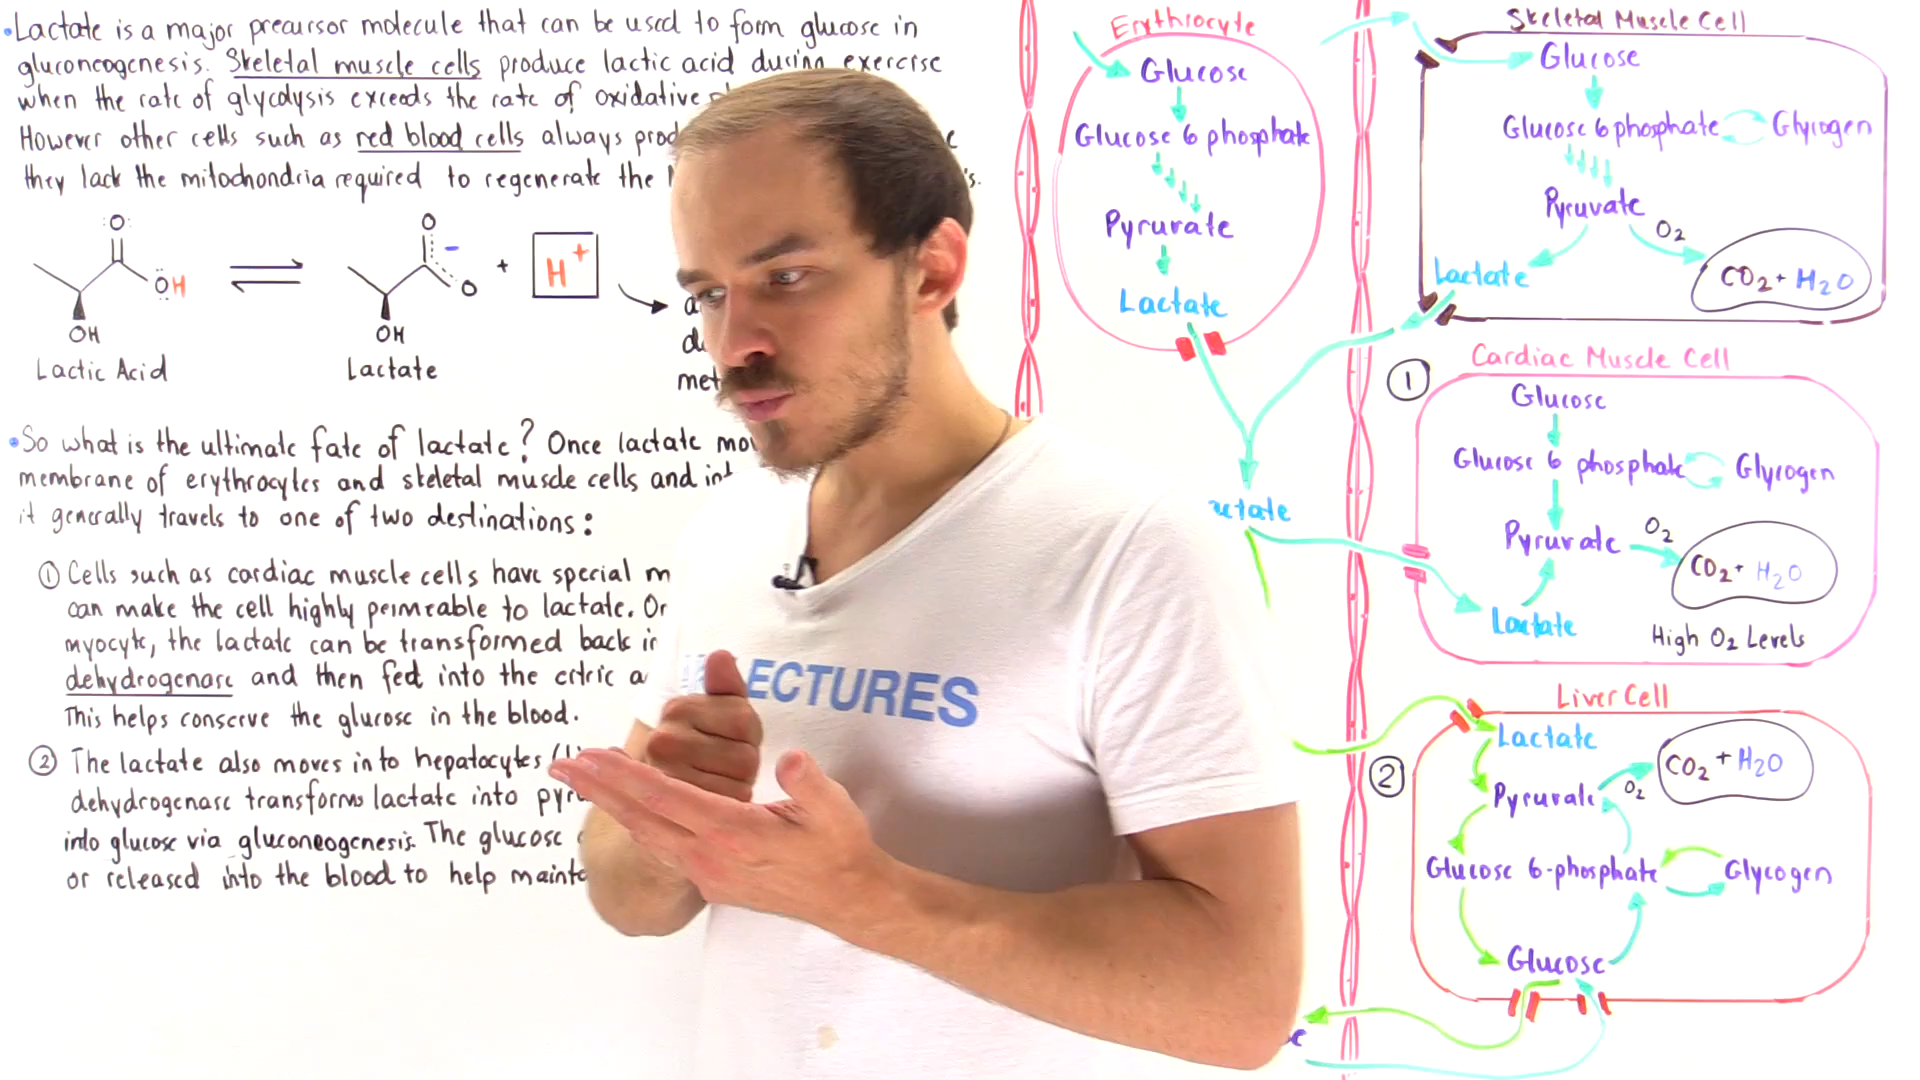 Lactate is a major precursor molecule that can be used to form glucose in
gluconeogenesis. Skeletal muscle cells produce lactic acid during exercise
when the rate of glycolysis exceeds the rate of oxidative
However other cells such as red blood cells always
they lack the mitochondria required to regenerate the
O
OH
OH
Lactic Acid
O
-
O
OH
Lactate
+
H+
So what is the ultimate fate of lactate? Once lactate
membrane of erythrocytes and skeletal muscle cells and
it generally travels to one of two destinations:
① Cells such as cardiac muscle cells have special
can make the cell highly permeable to lactate.
myocyte, the lactate can be transformed back
dehydrogenase and then fed into the citric
This helps conserve the glucose in the blood.
② The lactate also moves into hepatocytes
dehydrogenase transforms lactate into
into glucose via gluconeogenesis. The glucose
or released into the blood to help
LECTURES
Erythrocyte
Glucose
Glucose 6 phosphate
Pyruvate
Lactate
Skeletal Muscle Cell
Glucose
Glucose 6 phosphate Glycogen
Pyruvate
O2
Lactate
CO2 + H2O
①
Cardiac Muscle Cell
Glucose
Glucose 6 phosphate Glycogen
Pyruvate O2
CO2 + H2O
Lactate
High O2 Levels
②
Liver Cell
Lactate
CO2 + H2O
Pyruvate O2
Glucose 6-phosphate Glycogen
Glucose